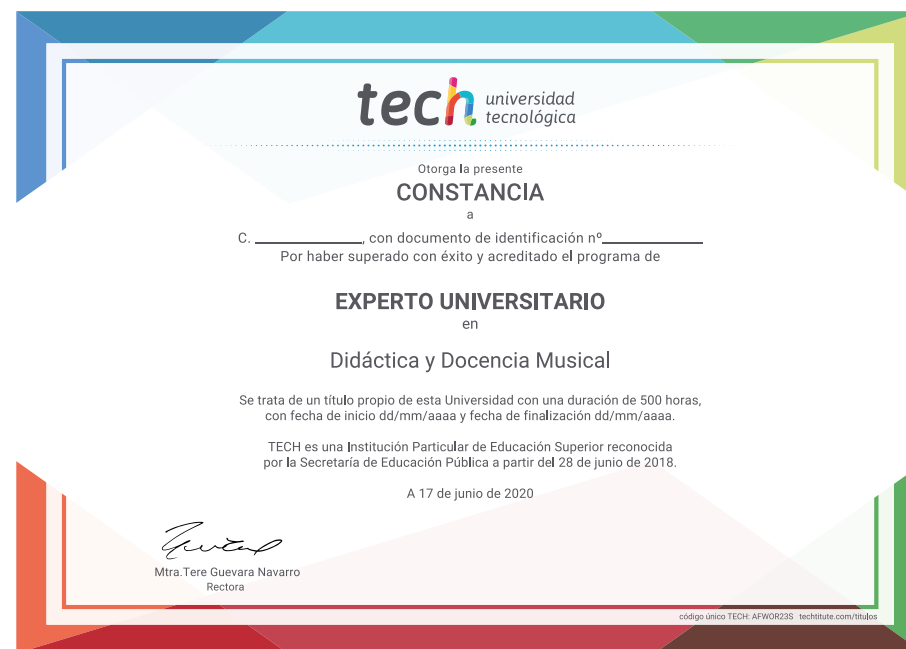 tech universidad
tecnológica
Otorga la presente
CONSTANCIA
a
C. ______________, con documento de identificación nº______________
Por haber superado con éxito y acreditado el programa de
EXPERTO UNIVERSITARIO
en
Didáctica y Docencia Musical
Se trata de un título propio de esta Universidad con una duración de 500 horas,
con fecha de inicio dd/mm/aaaa y fecha de finalización dd/mm/aaaa.
TECH es una Institución Particular de Educación Superior reconocida
por la Secretaría de Educación Pública a partir del 28 de junio de 2018.
A 17 de junio de 2020
Mtra.Tere Guevara Navarro
Rectora
código único TECH: AFWOR23S techtitute.com/titulos